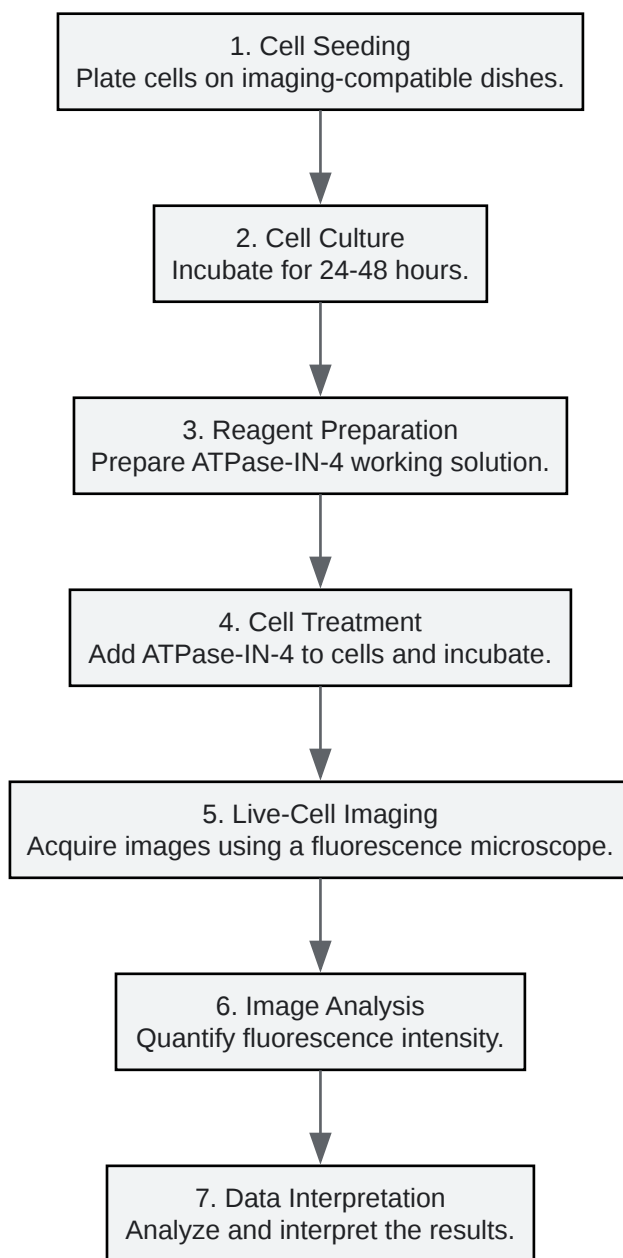 1. Cell Seeding
Plate cells on imaging-compatible dishes.
2. Cell Culture
Incubate for 24-48 hours.
3. Reagent Preparation
Prepare ATPase-IN-4 working solution.
4. Cell Treatment
Add ATPase-IN-4 to cells and incubate.
5. Live-Cell Imaging
Acquire images using a fluorescence microscope.
6. Image Analysis
Quantify fluorescence intensity.
7. Data Interpretation
Analyze and interpret the results.